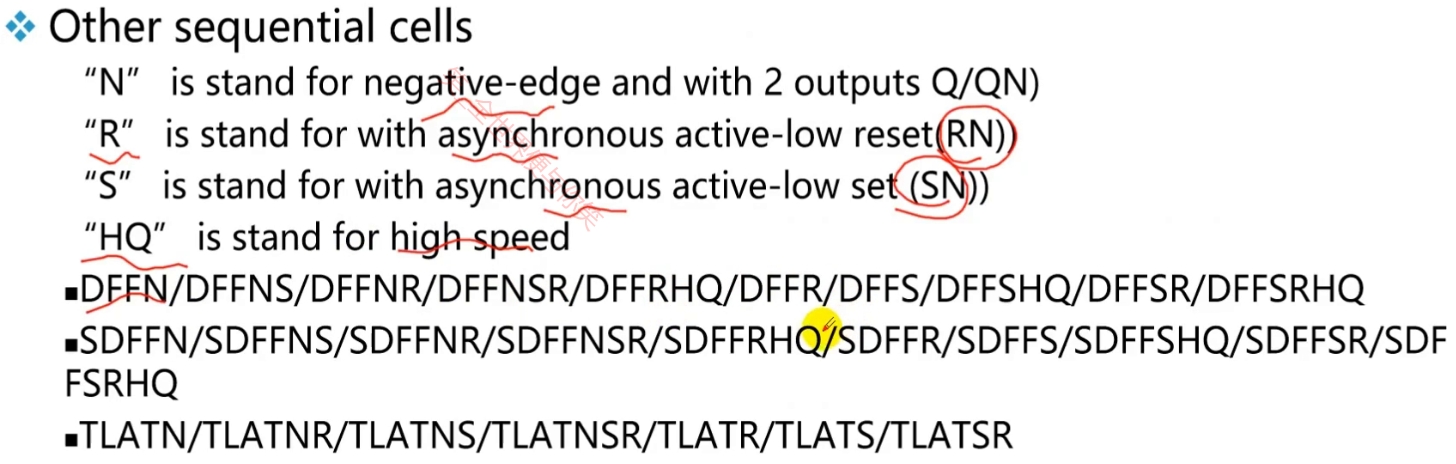 Other sequential cells
“N” is stand for negative-edge and with 2 outputs Q/QN)
“R” is stand for with asynchronous active-low reset(RN))
“S” is stand for with asynchronous active-low set (SN))
“HQ” is stand for high speed
▪DFFN/DFFNS/DFFNR/DFFNSR/DFFRHQ/DFFR/DFFS/DFFSHQ/DFFSR/DFFSRHQ
▪SDFFN/SDFFNS/SDFFNR/SDFFNSR/SDFFRHQ/SDFFR/SDFFS/SDFFSHQ/SDFFSR/SDF
FSRHQ
▪TLATN/TLATNR/TLATNS/TLATNSR/TLATR/TLATS/TLATSR